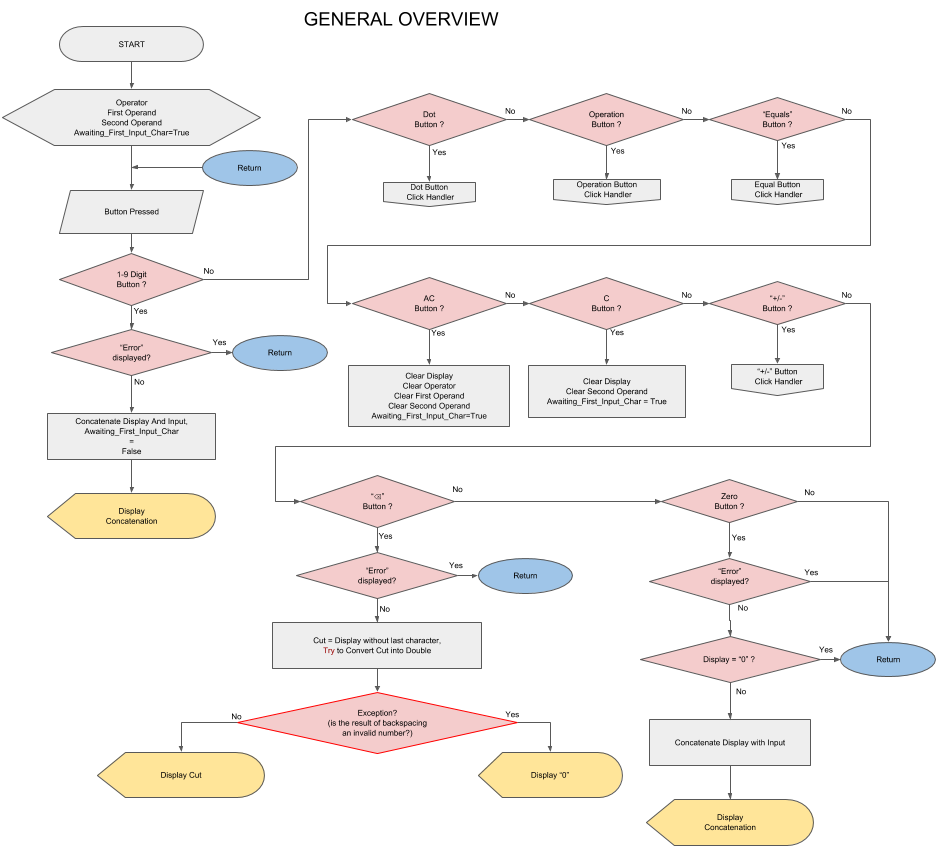 GENERAL OVERVIEW
START
Operator
First Operand
Second Operand
Awaiting_First_Input_Char=True
Return
Button Pressed
1-9 Digit
Button ?
No
Yes
"Error"
displayed?
Yes
Return
No
Concatenate Display And Input,
Awaiting_First_Input_Char
=
False
Display
Concatenation
Dot
Button ?
No
Yes
Dot Button
Click Handler
Operation
Button ?
No
Yes
Operation Button
Click Handler
"Equals"
Button ?
No
Yes
Equal Button
Click Handler
AC
Button ?
No
Yes
Clear Display
Clear Operator
Clear First Operand
Clear Second Operand
Awaiting_First_Input_Char=True
C
Button ?
No
Yes
Clear Display
Clear Second Operand
Awaiting_First_Input_Char = True
"+/-"
Button ?
No
Yes
"+/-" Button
Click Handler
"⌫"
Button ?
No
Yes
"Error"
displayed?
Yes
Return
No
Cut = Display without last character,
Try to Convert Cut into Double
Exception?
(is the result of backspacing
an invalid number?)
No
Yes
Display Cut
Display "0"
Zero
Button ?
No
Yes
"Error"
displayed?
Yes
No
Display = "0" ?
Yes
Return
No
Concatenate Display with Input
Display
Concatenation